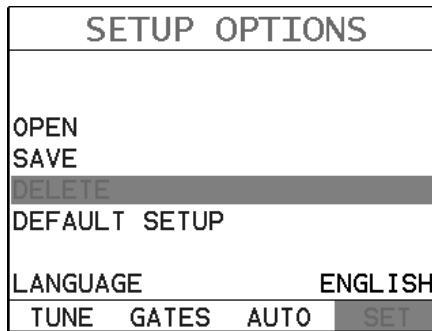 SETUP OPTIONS
OPEN
SAVE
DELETE
DEFAULT SETUP
LANGUAGE ENGLISH
TUNE GATES AUTO SET